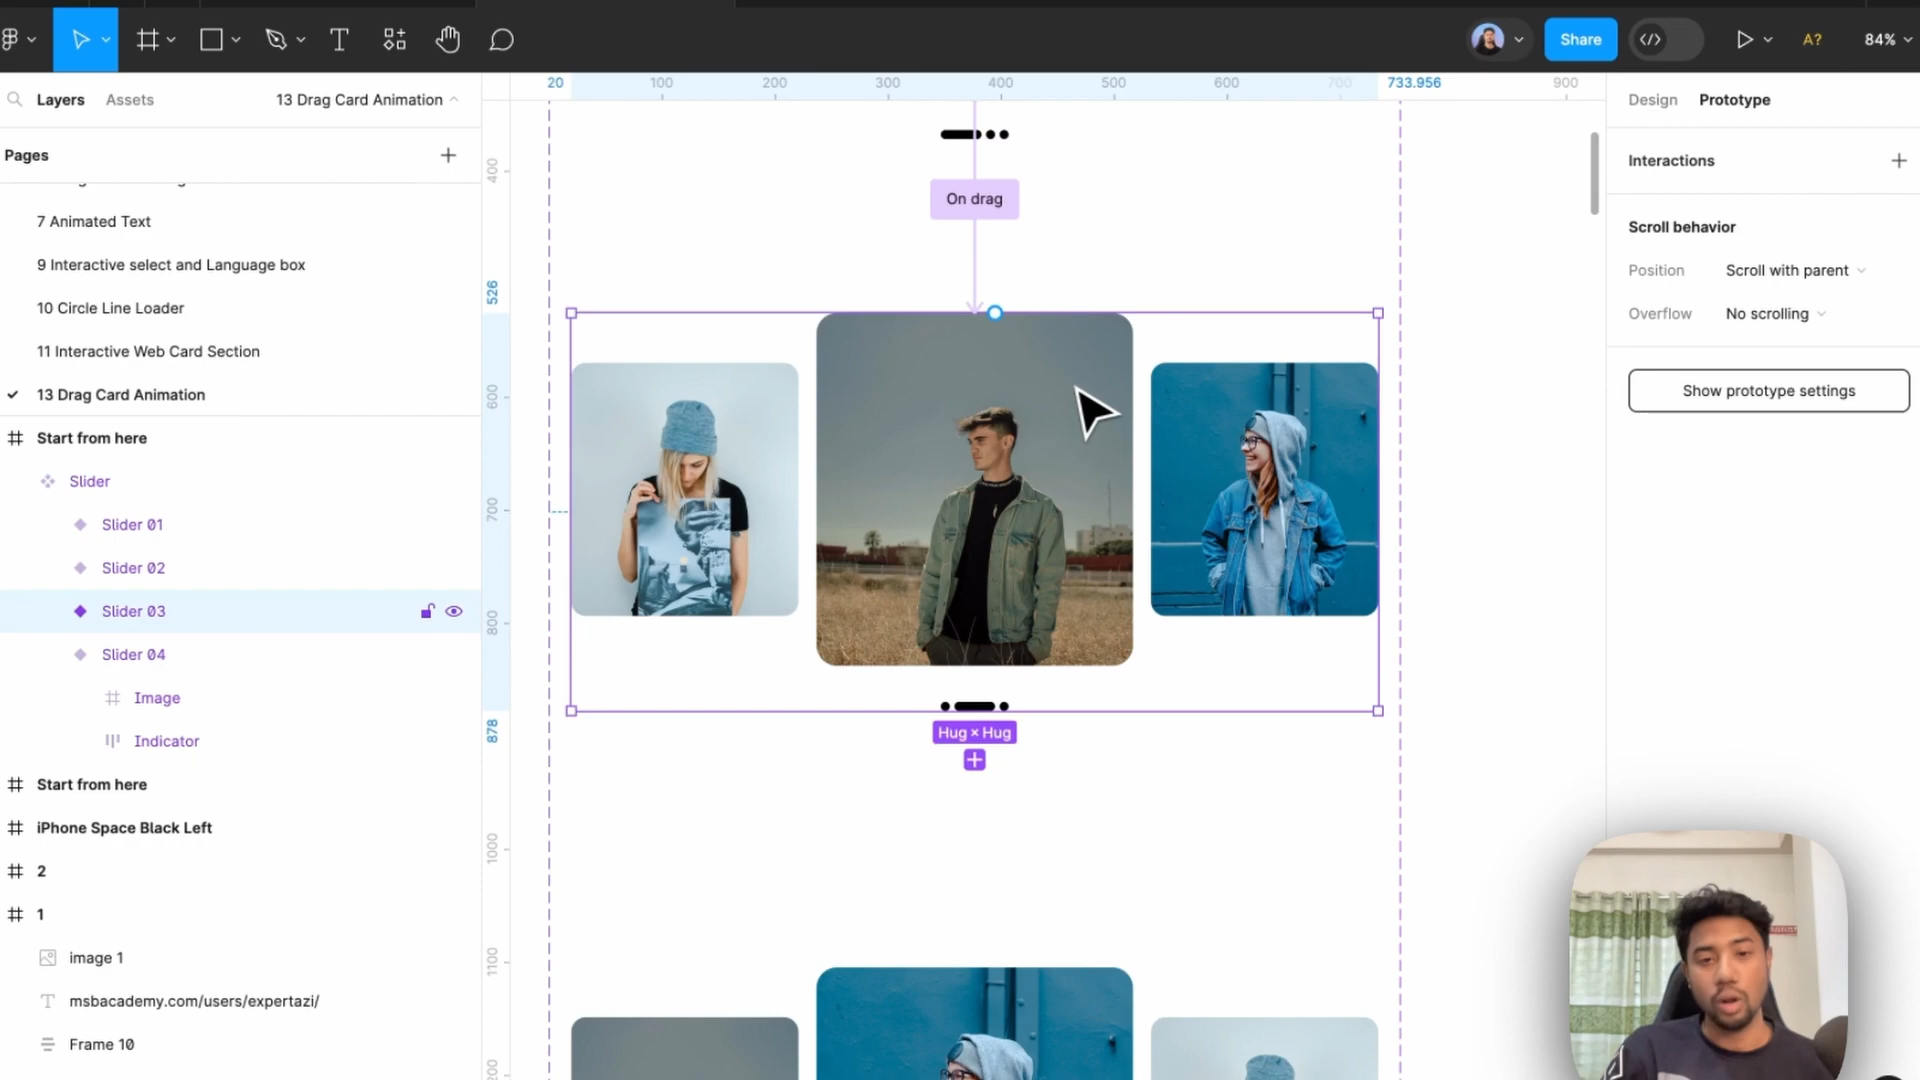 Share
A?
84%
Layers
Assets
13 Drag Card Animation
20
100
200
300
400
500
600
700
733.956
900
Design
Prototype
Pages
Interactions
7 Animated Text
9 Interactive select and Language box
10 Circle Line Loader
11 Interactive Web Card Section
13 Drag Card Animation
Start from here
Slider
Slider 01
Slider 02
Slider 03
Slider 04
Image
Indicator
Start from here
iPhone Space Black Left
2
1
image 1
msbacademy.com/users/expertazi/
Frame 10
400
526
600
700
800
878
1000
1100
On drag
Hug × Hug
Scroll behavior
Position
Scroll with parent
Overflow
No scrolling
Show prototype settings